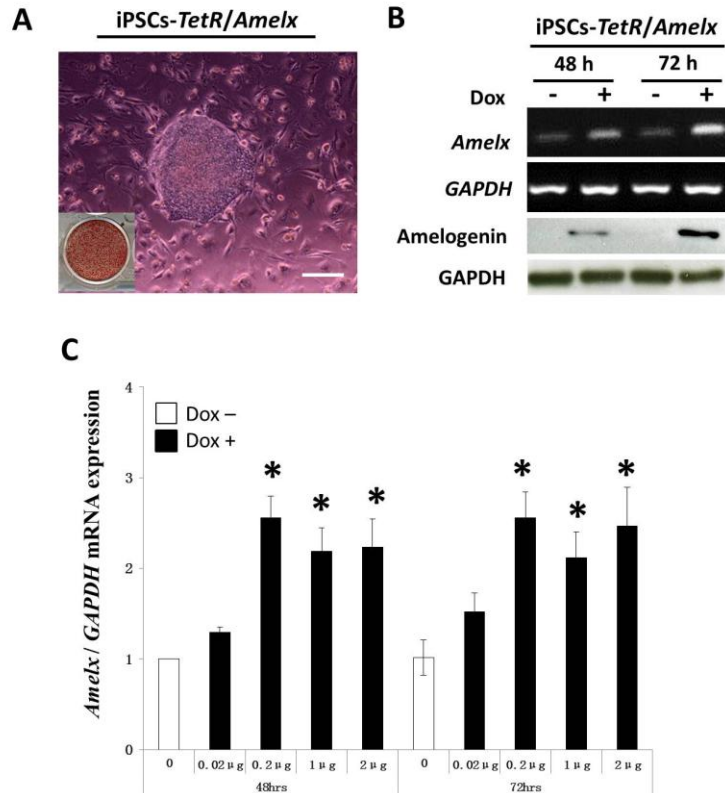 A
iPSCs-TetR/Amelx
B
iPSCs-TetR/Amelx
48 h 72 h
Dox - + - +
Amelx
GAPDH
Amelogenin
GAPDH
C
Amelx/ GAPDH mRNA expression
4
3
2
1
0
Dox –
Dox +
* * * * * *
0 0.02μg 0.2μg 1μg 2μg 0 0.02μg 0.2μg 1μg 2μg
48hrs 72hrs